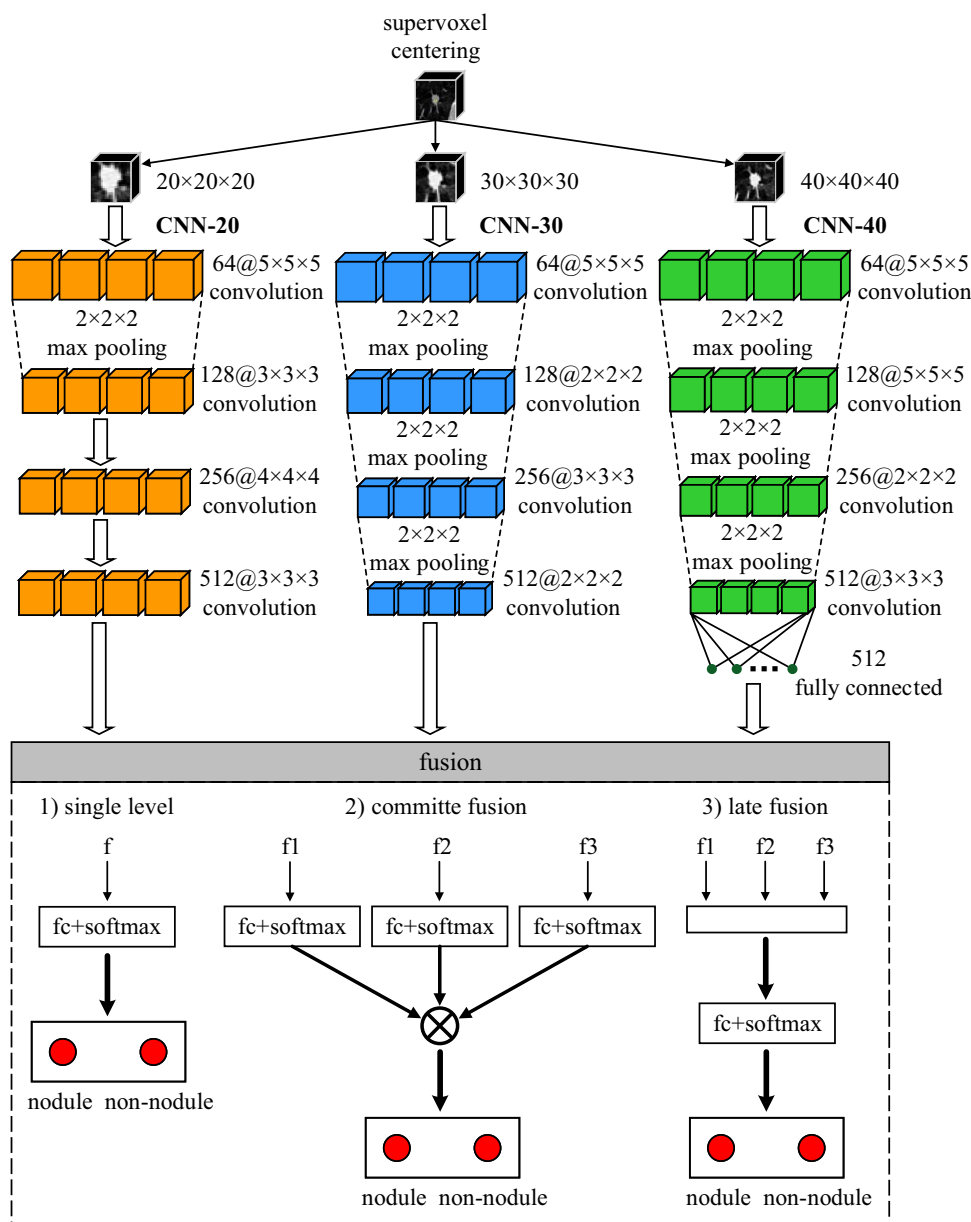 supervoxel
centering
20×20×20
30×30×30
40×40×40
CNN-20
CNN-30
CNN-40
64@5×5×5
convolution
64@5×5×5
convolution
64@5×5×5
convolution
2×2×2
max pooling
2×2×2
max pooling
2×2×2
max pooling
128@3×3×3
convolution
128@2×2×2
convolution
128@5×5×5
convolution
2×2×2
max pooling
2×2×2
max pooling
256@4×4×4
convolution
256@3×3×3
convolution
256@2×2×2
convolution
2×2×2
max pooling
2×2×2
max pooling
512@3×3×3
convolution
512@2×2×2
convolution
512@3×3×3
convolution
512
fully connected
fusion
1) single level
2) committe fusion
3) late fusion
f
f1
f2
f3
f1
f2
f3
fc+softmax
fc+softmax
fc+softmax
fc+softmax
fc+softmax
nodule non-nodule
nodule non-nodule
nodule non-nodule